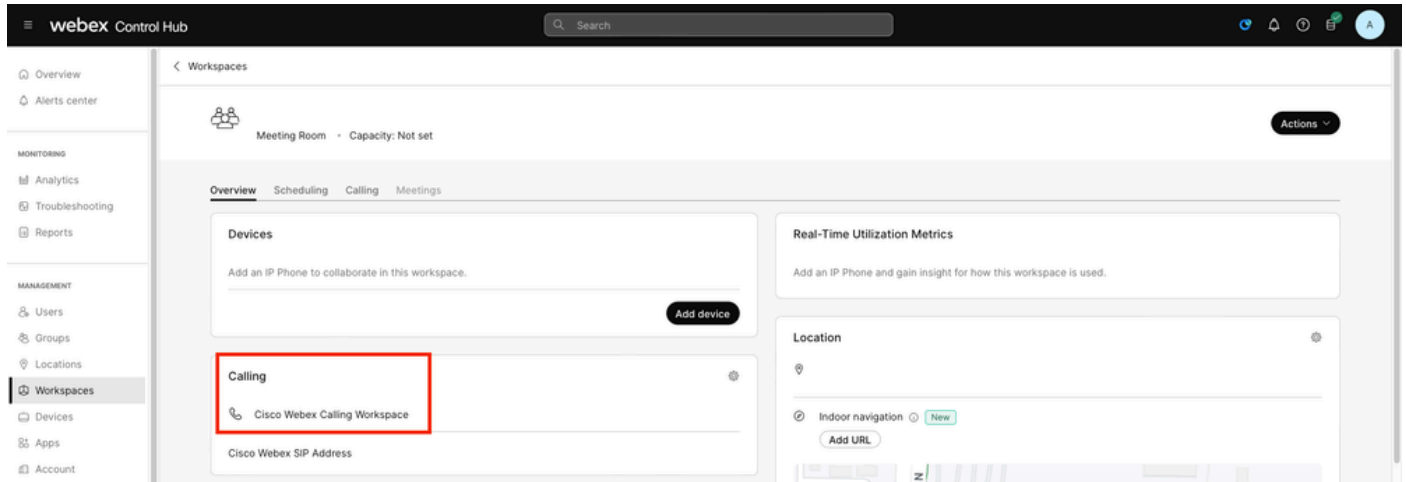 webex Control Hub
Search
A
Overview
Alerts center
MONITORING
Analytics
Troubleshooting
Reports
MANAGEMENT
Users
Groups
Locations
Workspaces
Devices
Apps
Account
Workspaces
Meeting Room • Capacity: Not set
Actions
Overview Scheduling Calling Meetings
Devices
Add an IP Phone to collaborate in this workspace.
Add device
Calling
Cisco Webex Calling Workspace
Cisco Webex SIP Address
Real-Time Utilization Metrics
Add an IP Phone and gain insight for how this workspace is used.
Location
Indoor navigation New
Add URL
N